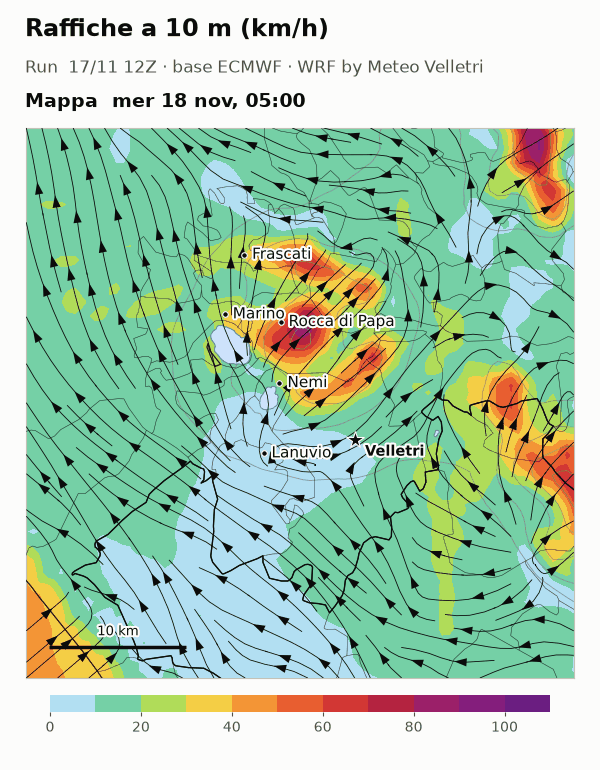 Raffiche a 10 m (km/h)
Run  17/11 12Z · base ECMWF · WRF by Meteo Velletri
Mappa  mer 18 nov, 05:00
Frascati
Marino
Rocca di Papa
Nemi
Velletri
Lanuvio
10 km
0 20 40 60 80 100